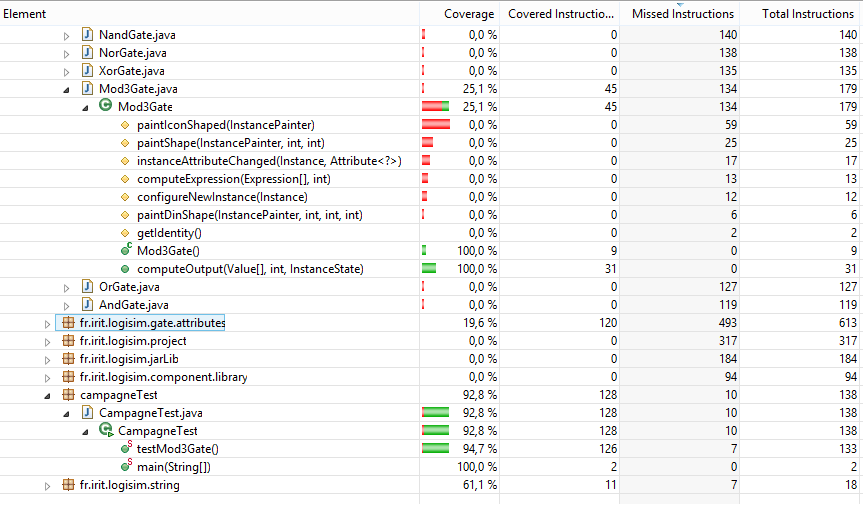 Element Coverage Covered Instructio... Missed Instructions Total Instructions
NandGate.java 0,0 % 0 140 140
NorGate.java 0,0 % 0 138 138
XorGate.java 0,0 % 0 135 135
Mod3Gate.java 25,1 % 45 134 179
Mod3Gate 25,1 % 45 134 179
paintIconShaped(InstancePainter) 0,0 % 0 59 59
paintShape(InstancePainter, int, int) 0,0 % 0 25 25
instanceAttributeChanged(Instance, Attribute<?>) 0,0 % 0 17 17
computeExpression(Expression[], int) 0,0 % 0 13 13
configureNewInstance(Instance) 0,0 % 0 12 12
paintDinShape(InstancePainter, int, int, int) 0,0 % 0 6 6
getIdentity() 0,0 % 0 2 2
Mod3Gate() 100,0 % 9 0 9
computeOutput(Value[], int, InstanceState) 100,0 % 31 0 31
OrGate.java 0,0 % 0 127 127
AndGate.java 0,0 % 0 119 119
fr.irit.logisim.gate.attributes 19,6 % 120 493 613
fr.irit.logisim.project 0,0 % 0 317 317
fr.irit.logisim.jarLib 0,0 % 0 184 184
fr.irit.logisim.component.library 0,0 % 0 94 94
campagneTest 92,8 % 128 10 138
CampagneTest.java 92,8 % 128 10 138
CampagneTest 92,8 % 128 10 138
testMod3Gate() 94,7 % 126 7 133
main(String[]) 100,0 % 2 0 2
fr.irit.logisim.string 61,1 % 11 7 18